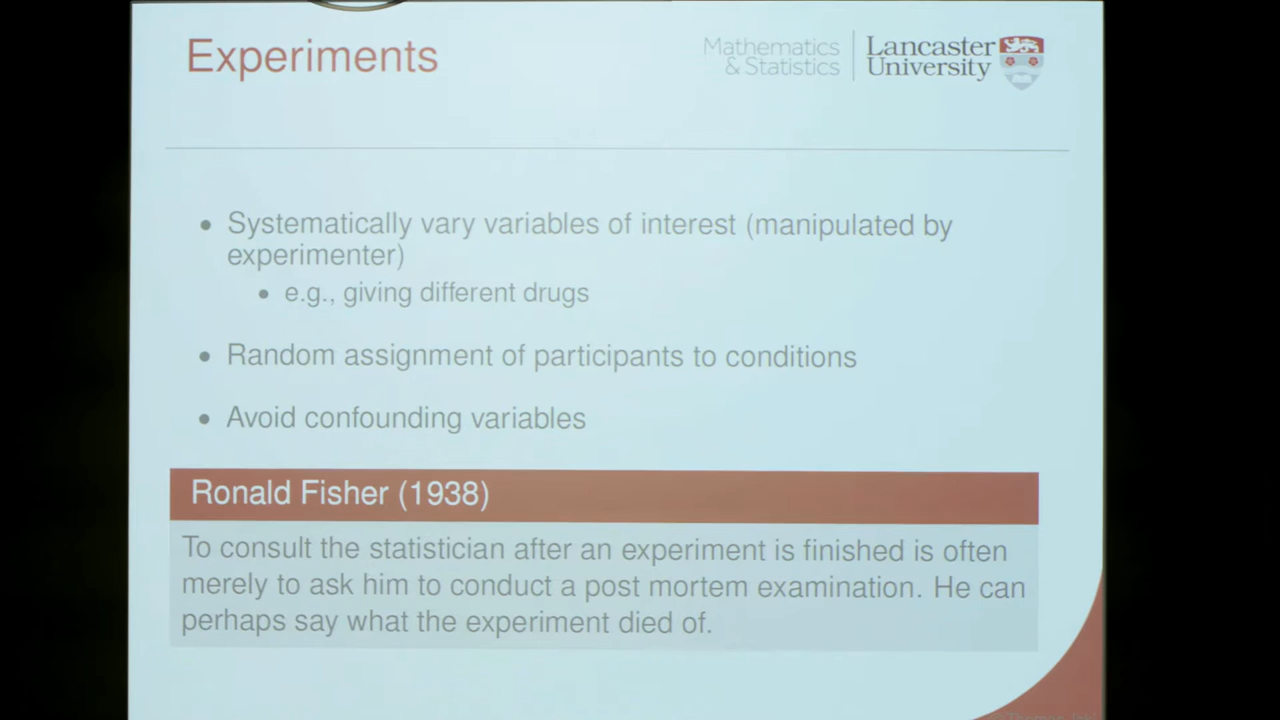 Experiments
Mathematics
& Statistics
Lancaster
University
Systematically vary variables of interest (manipulated by
experimenter)
e.g., giving different drugs
Random assignment of participants to conditions
Avoid confounding variables
Ronald Fisher (1938)
To consult the statistician after an experiment is finished is often
merely to ask him to conduct a post mortem examination. He can
perhaps say what the experiment died of.